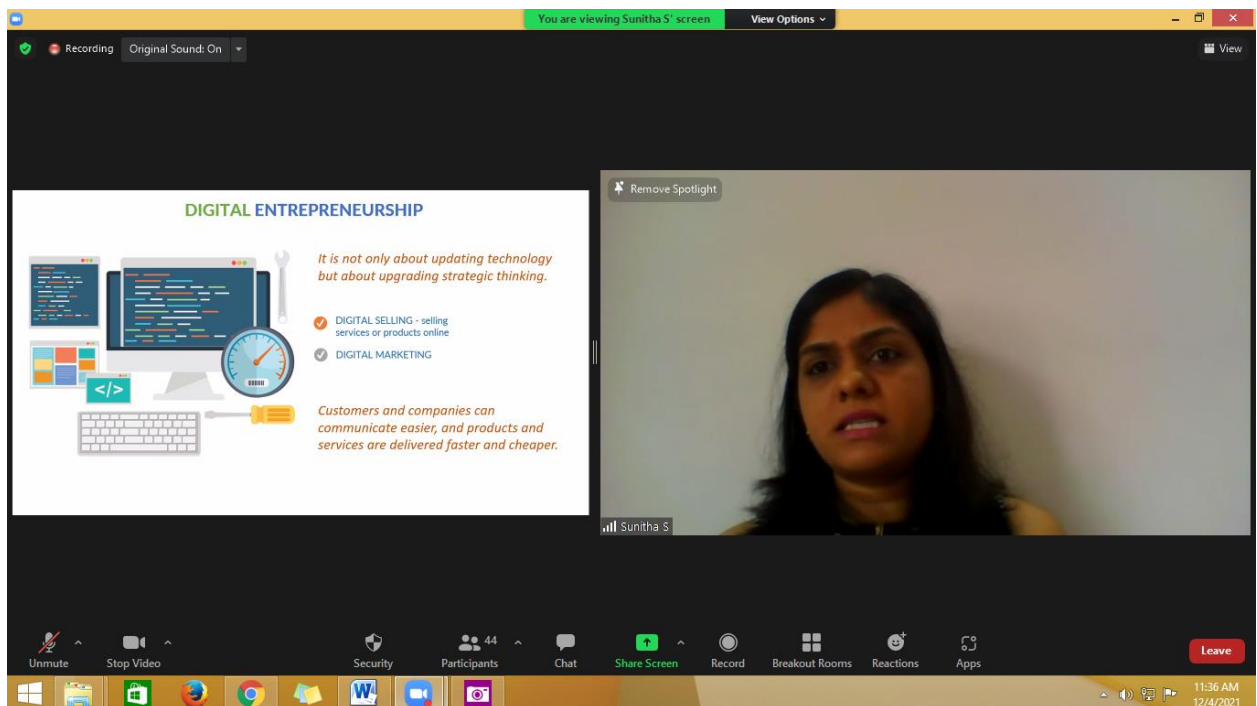 You are viewing Sunitha S' screen
View Options
Recording
Original Sound: On
View
Remove Spotlight
DIGITAL ENTREPRENEURSHIP
It is not only about updating technology
but about upgrading strategic thinking.
DIGITAL SELLING - selling
services or products online
DIGITAL MARKETING
</>
Customers and companies can
communicate easier, and products and
services are delivered faster and cheaper.
Sunitha S
Unmute
Stop Video
Security
44
Participants
Chat
Share Screen
Record
Breakout Rooms
Reactions
Apps
Leave
11:36 AM
12/4/2021